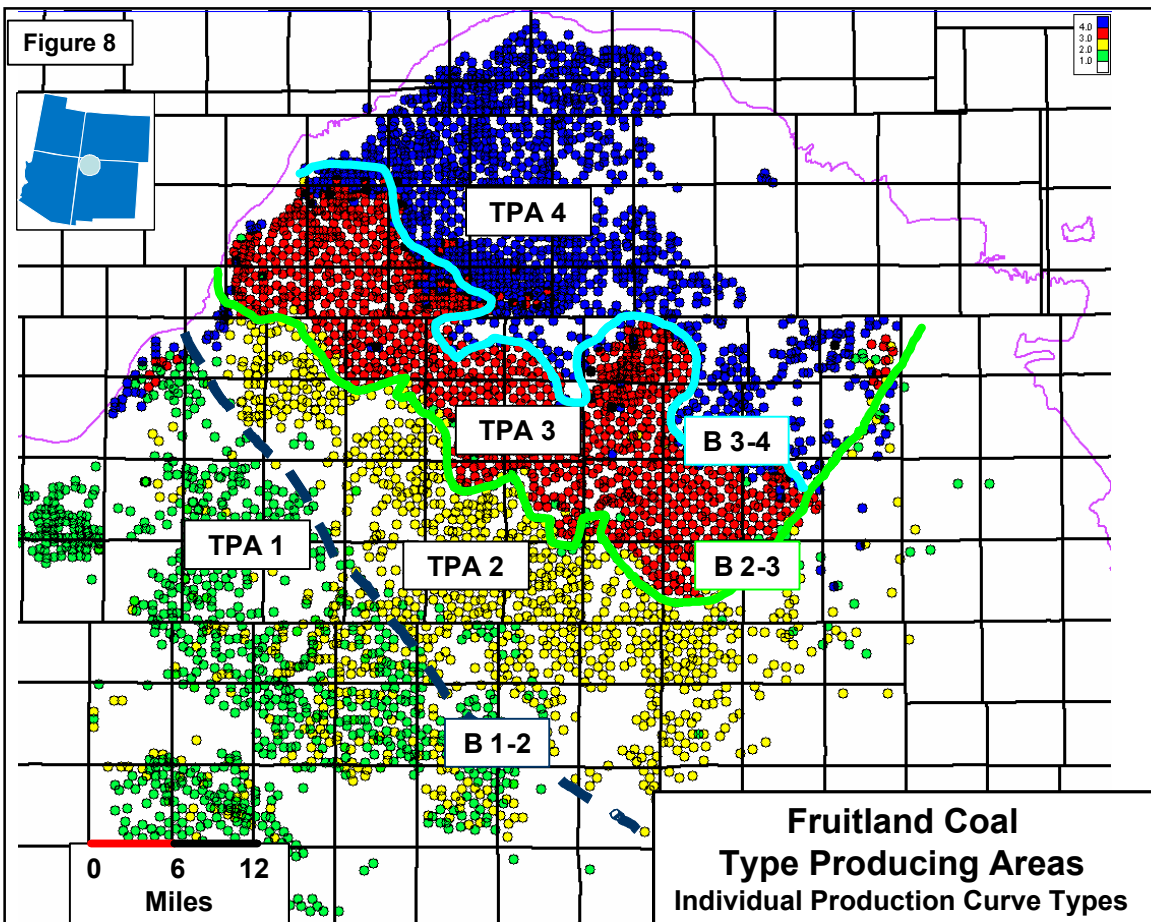 Figure 8
4.0
3.0
2.0
1.0
TPA 4
TPA 3
B 3-4
TPA 1
TPA 2
B 2-3
B 1-2
0 6 12
Miles
Fruitland Coal
Type Producing Areas
Individual Production Curve Types